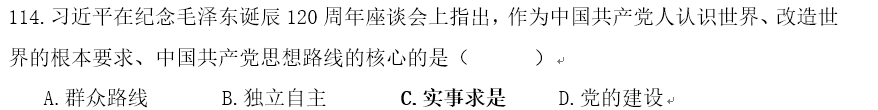 114. 习近平在纪念毛泽东诞辰 120 周年座谈会上指出，作为中国共产党人认识世界、改造世
界的根本要求、中国共产党思想路线的核心的是（　　　）
A. 群众路线　　　B. 独立自主　　　C. 实事求是　　　D. 党的建设